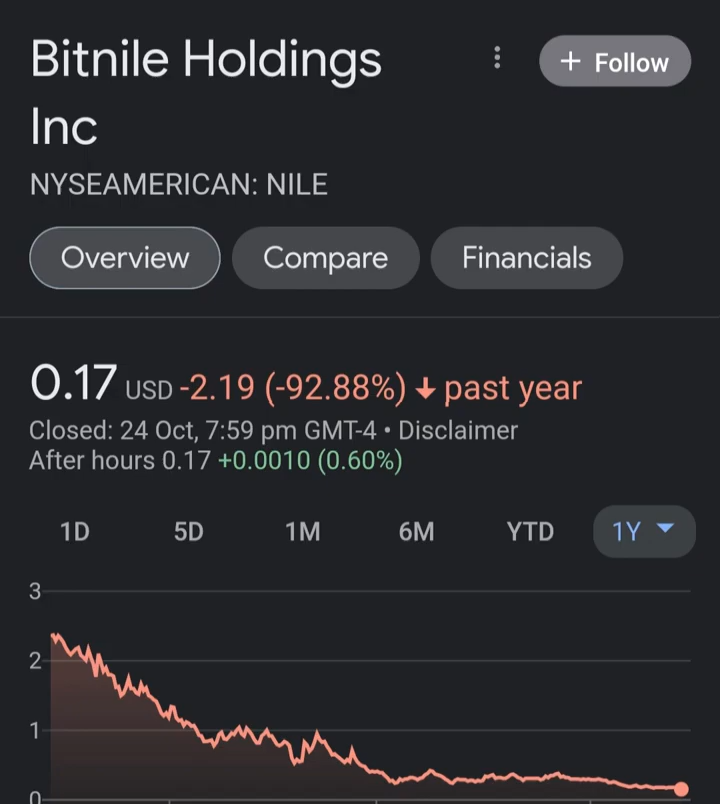 Bitnile Holdings
Inc
+ Follow
NYSEAMERICAN: NILE
Overview
Compare
Financials
0.17 USD -2.19 (-92.88%) ↓ past year
Closed: 24 Oct, 7:59 pm GMT-4 • Disclaimer
After hours 0.17 +0.0010 (0.60%)
1D 5D 1M 6M YTD 1Y
3
2
1
0